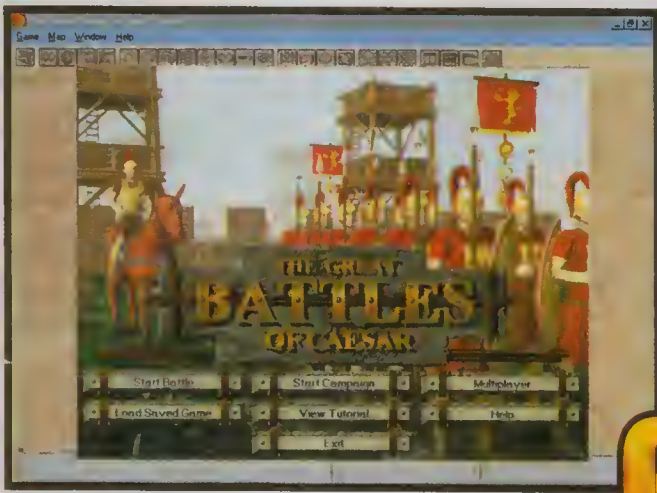 Game Map Window Help
THE GREAT
BATTLES
OF CAESAR
Start Battle Start Campaign Multiplayer
Load Saved Game View Tutorial Help
Exit